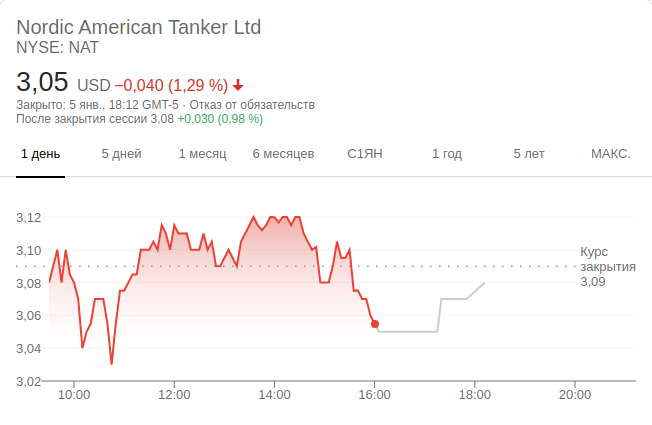 Nordic American Tanker Ltd
NYSE: NAT
3,05 USD −0,040 (1,29 %)
Закрыто: 5 янв., 18:12 GMT-5 · Отказ от обязательств
После закрытия сессии 3,08 +0,030 (0,98 %)
1 день 5 дней 1 месяц 6 месяцев С1ЯН 1 год 5 лет МАКС.
3,12
3,10
3,08
3,06
3,04
3,02
Курс
закрытия
3,09
10:00 12:00 14:00 16:00 18:00 20:00